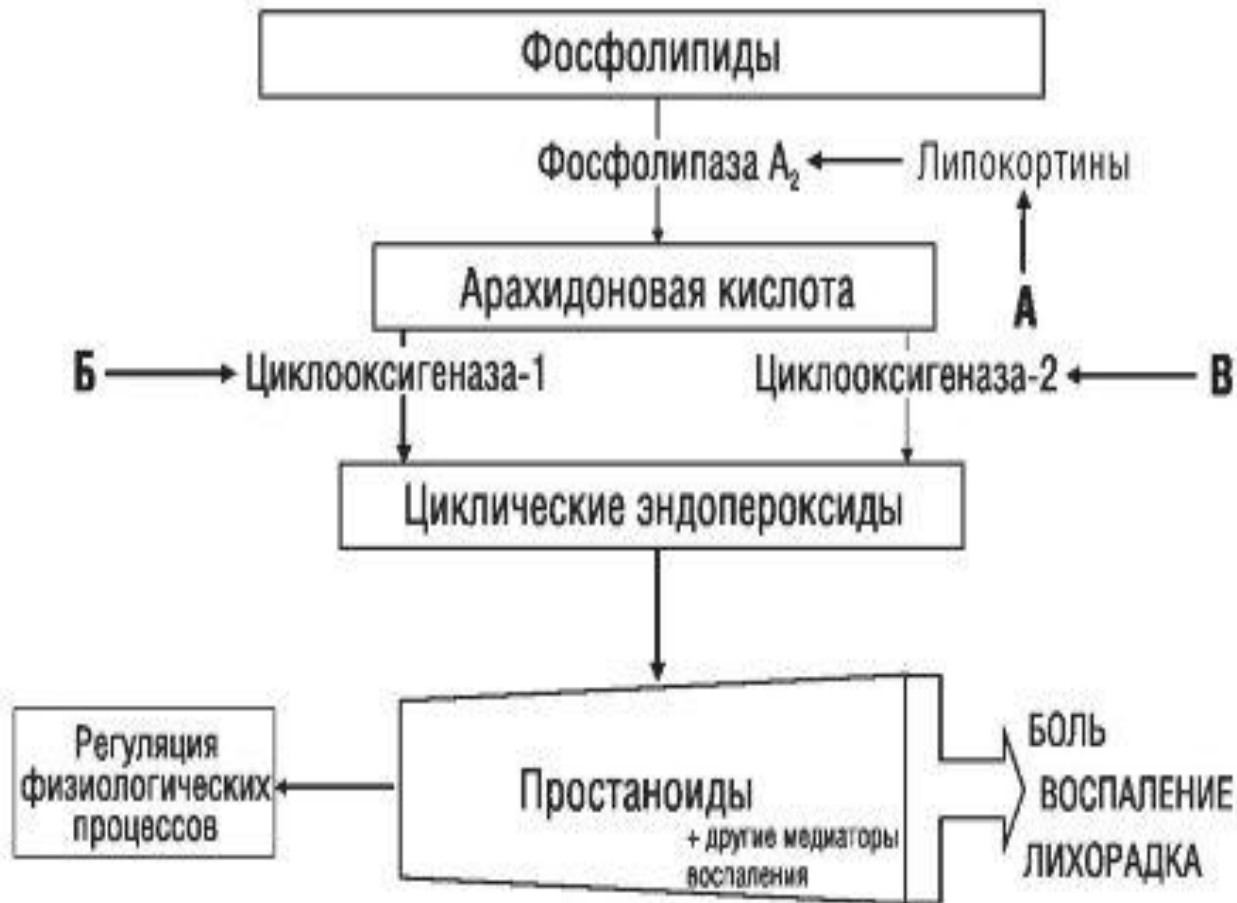 Фосфолипиды
Фосфолипаза А₂
Липокортины
Арахидоновая кислота
А
Б
Циклооксигеназа-1
Циклооксигеназа-2
В
Циклические эндопероксиды
Регуляция
физиологических
процессов
Простаноиды
+ другие медиаторы
воспаления
БОЛЬ
ВОСПАЛЕНИЕ
ЛИХОРАДКА